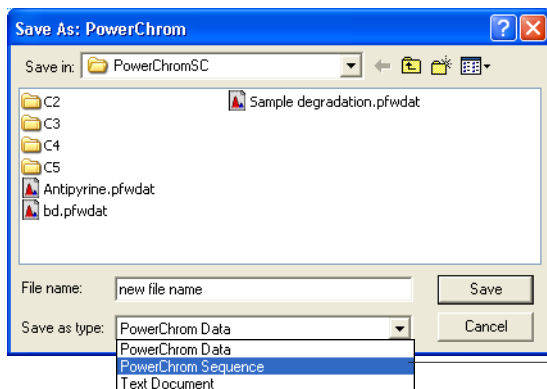 Save As: PowerChrom
Save in: PowerChromSC
C2
C3
C4
C5
Antipyrine.pfwdat
bd.pfwdat
Sample degradation.pfwdat
File name: new file name Save
Save as type: PowerChrom Data Cancel
PowerChrom Data
PowerChrom Sequence
Text Document